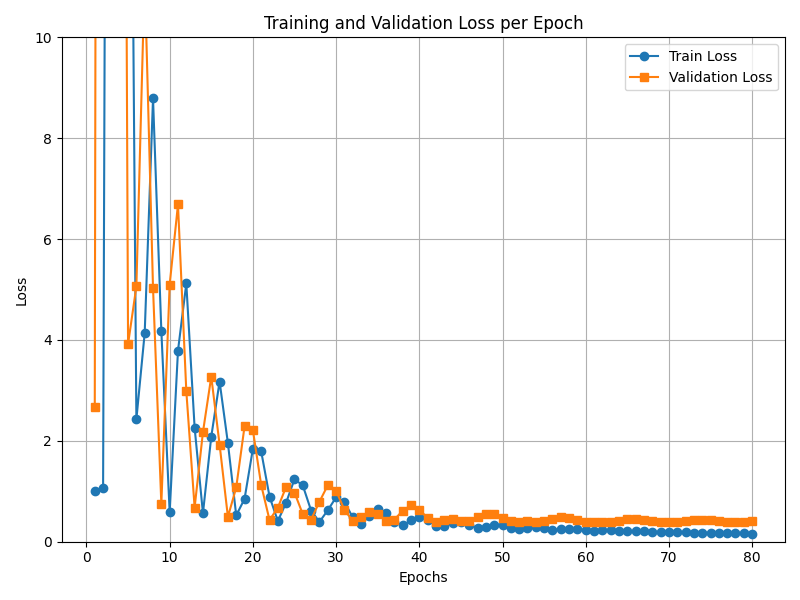 Training and Validation Loss per Epoch
Train Loss
Validation Loss
Loss
10
8
6
4
2
0
0 10 20 30 40 50 60 70 80
Epochs